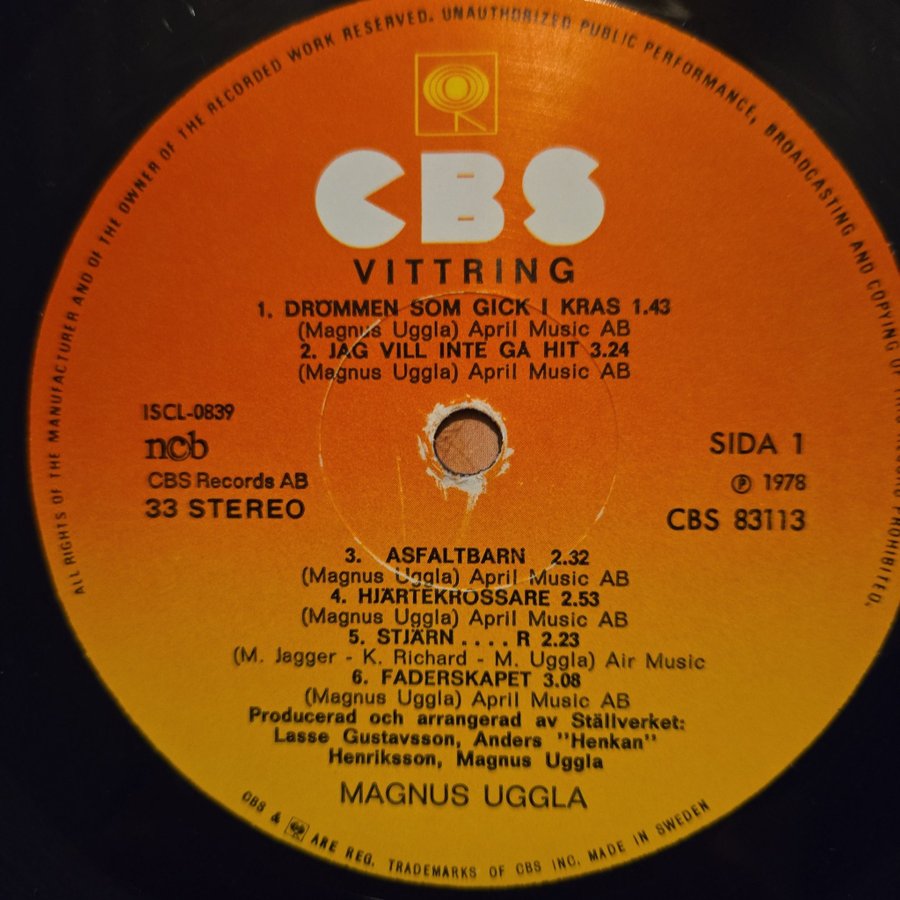 ALL RIGHTS OF THE MANUFACTURER AND OF THE OWNER OF THE RECORDED WORK RESERVED. UNAUTHORIZED PUBLIC PERFORMANCE, BROADCASTING AND COPYING OF PROHIBITED.
CBS
VITTRING
1. DRÖMMEN SOM GICK I KRAS 1.43
(Magnus Uggla) April Music AB
2. JAG VILL INTE GÅ HIT 3.24
(Magnus Uggla) April Music AB
ISCL-0839
ncb
CBS Records AB
33 STEREO
SIDA 1
℗ 1978
CBS 83113
3. ASFALTBARN 2.32
(Magnus Uggla) April Music AB
4. HJÄRTEKROSSARE 2.53
(Magnus Uggla) April Music AB
5. STJÄRN....R 2.23
(M. Jagger - K. Richard - M. Uggla) Air Music
6. FADERSKAPET 3.08
(Magnus Uggla) April Music AB
Producerad och arrangerad av Ställverket:
Lasse Gustavsson, Anders "Henkan"
Henriksson, Magnus Uggla
MAGNUS UGGLA
CBS & ARE REG. TRADEMARKS OF CBS INC. MADE IN SWEDEN